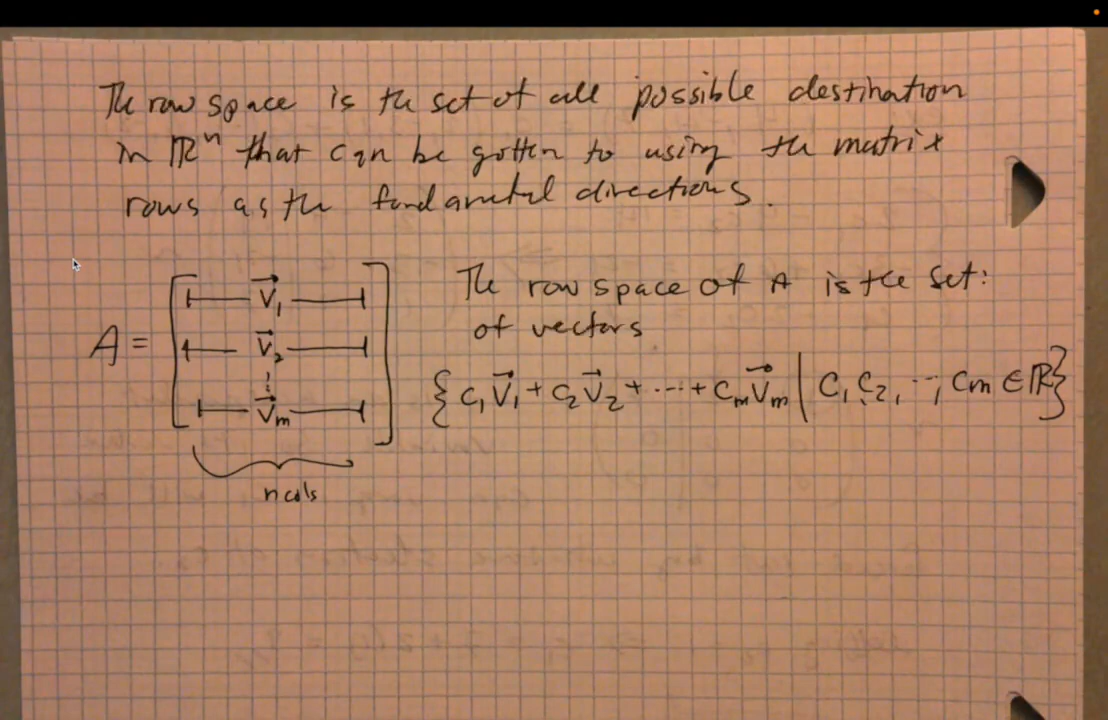 The row space is the set of all possible destination
in ℝⁿ that can be gotten to using the matrix
rows as the fundametal directions.
A = [ v⃗₁ v⃗₂ ⋮ v⃗ₘ ]
n cols
The row space of A is the set:
of vectors
{ c₁v⃗₁ + c₂v⃗₂ + ⋯ + cₘv⃗ₘ | c₁, c₂, ⋯, cₘ ∈ ℝ }